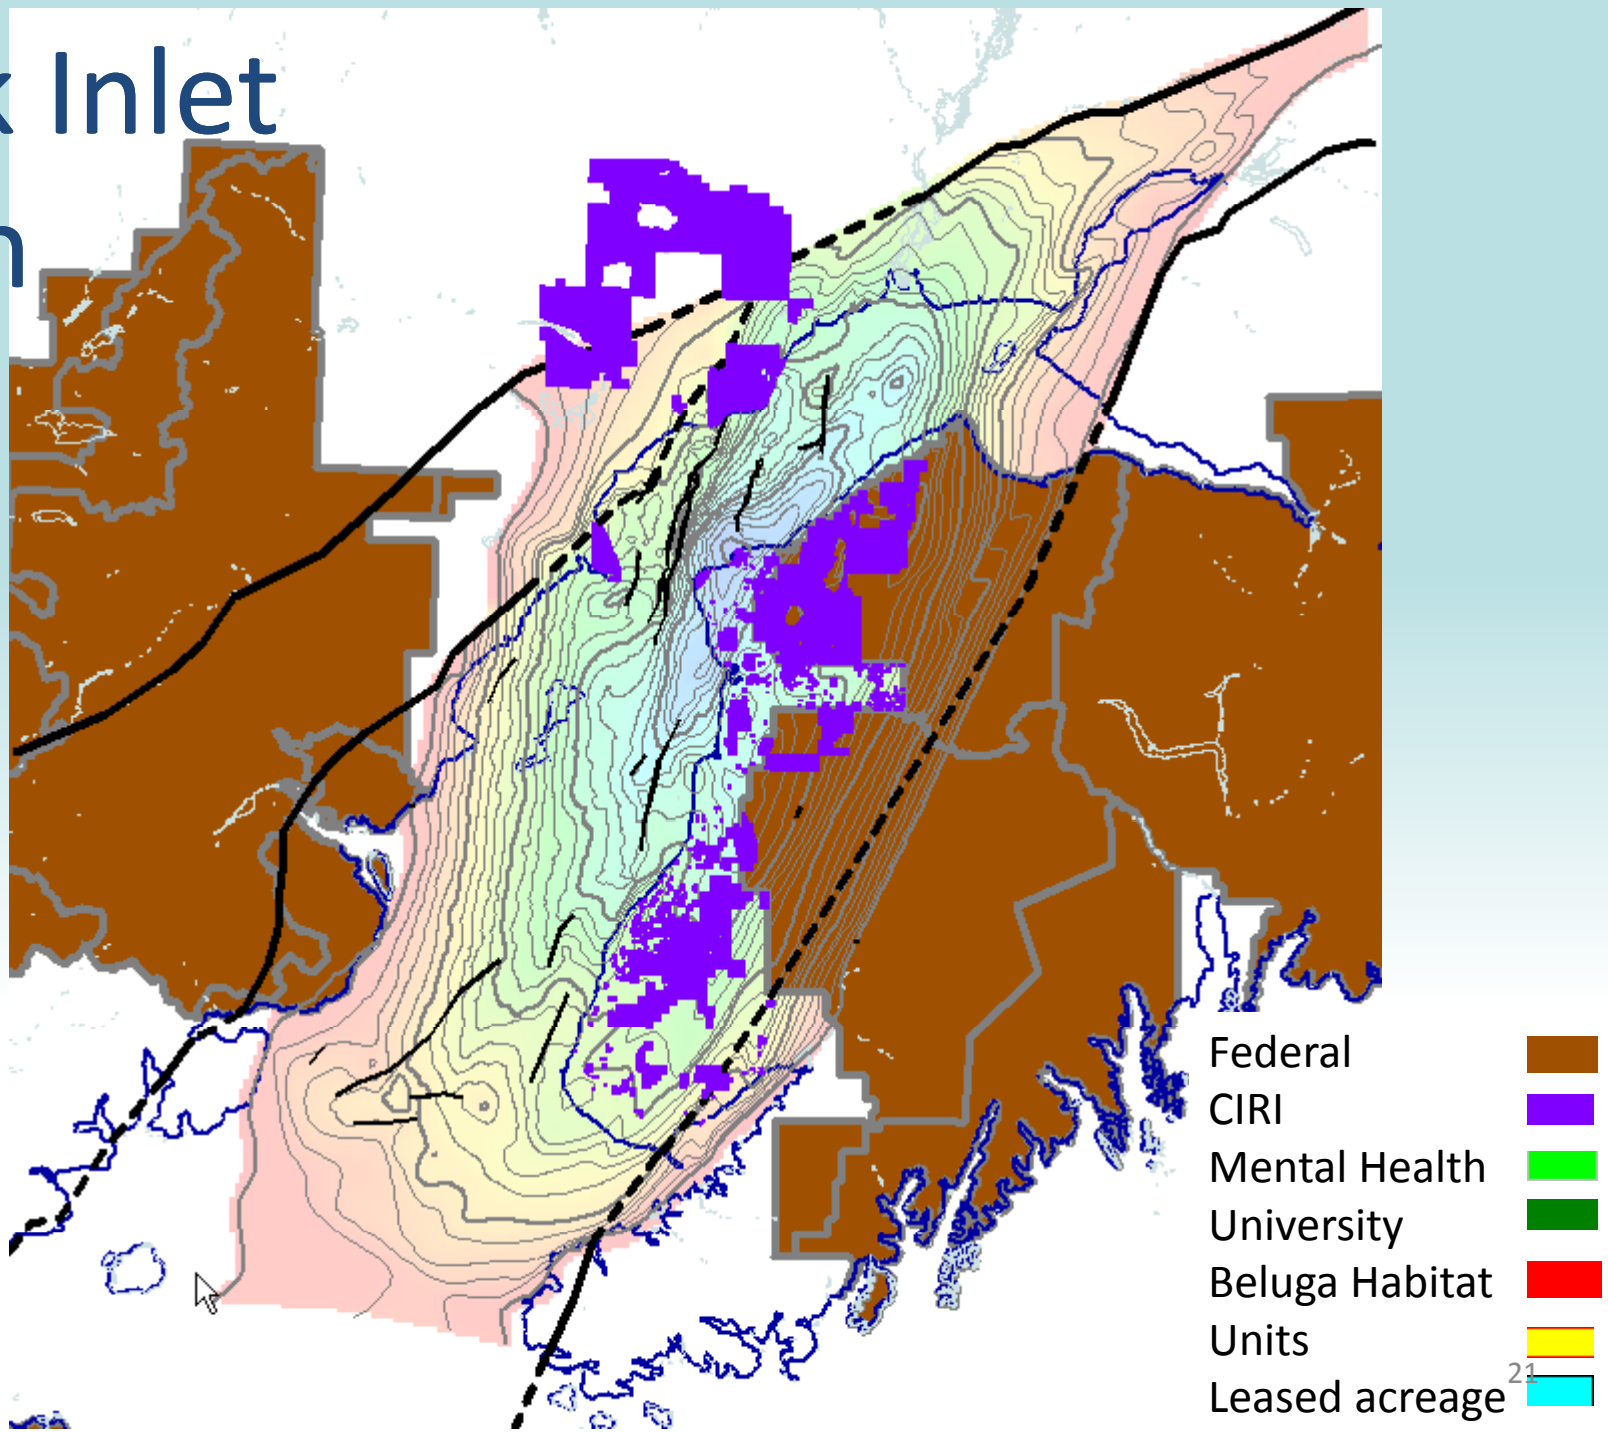 Inlet
Federal
CIRI
Mental Health
University
Beluga Habitat
Units
21
Leased acreage